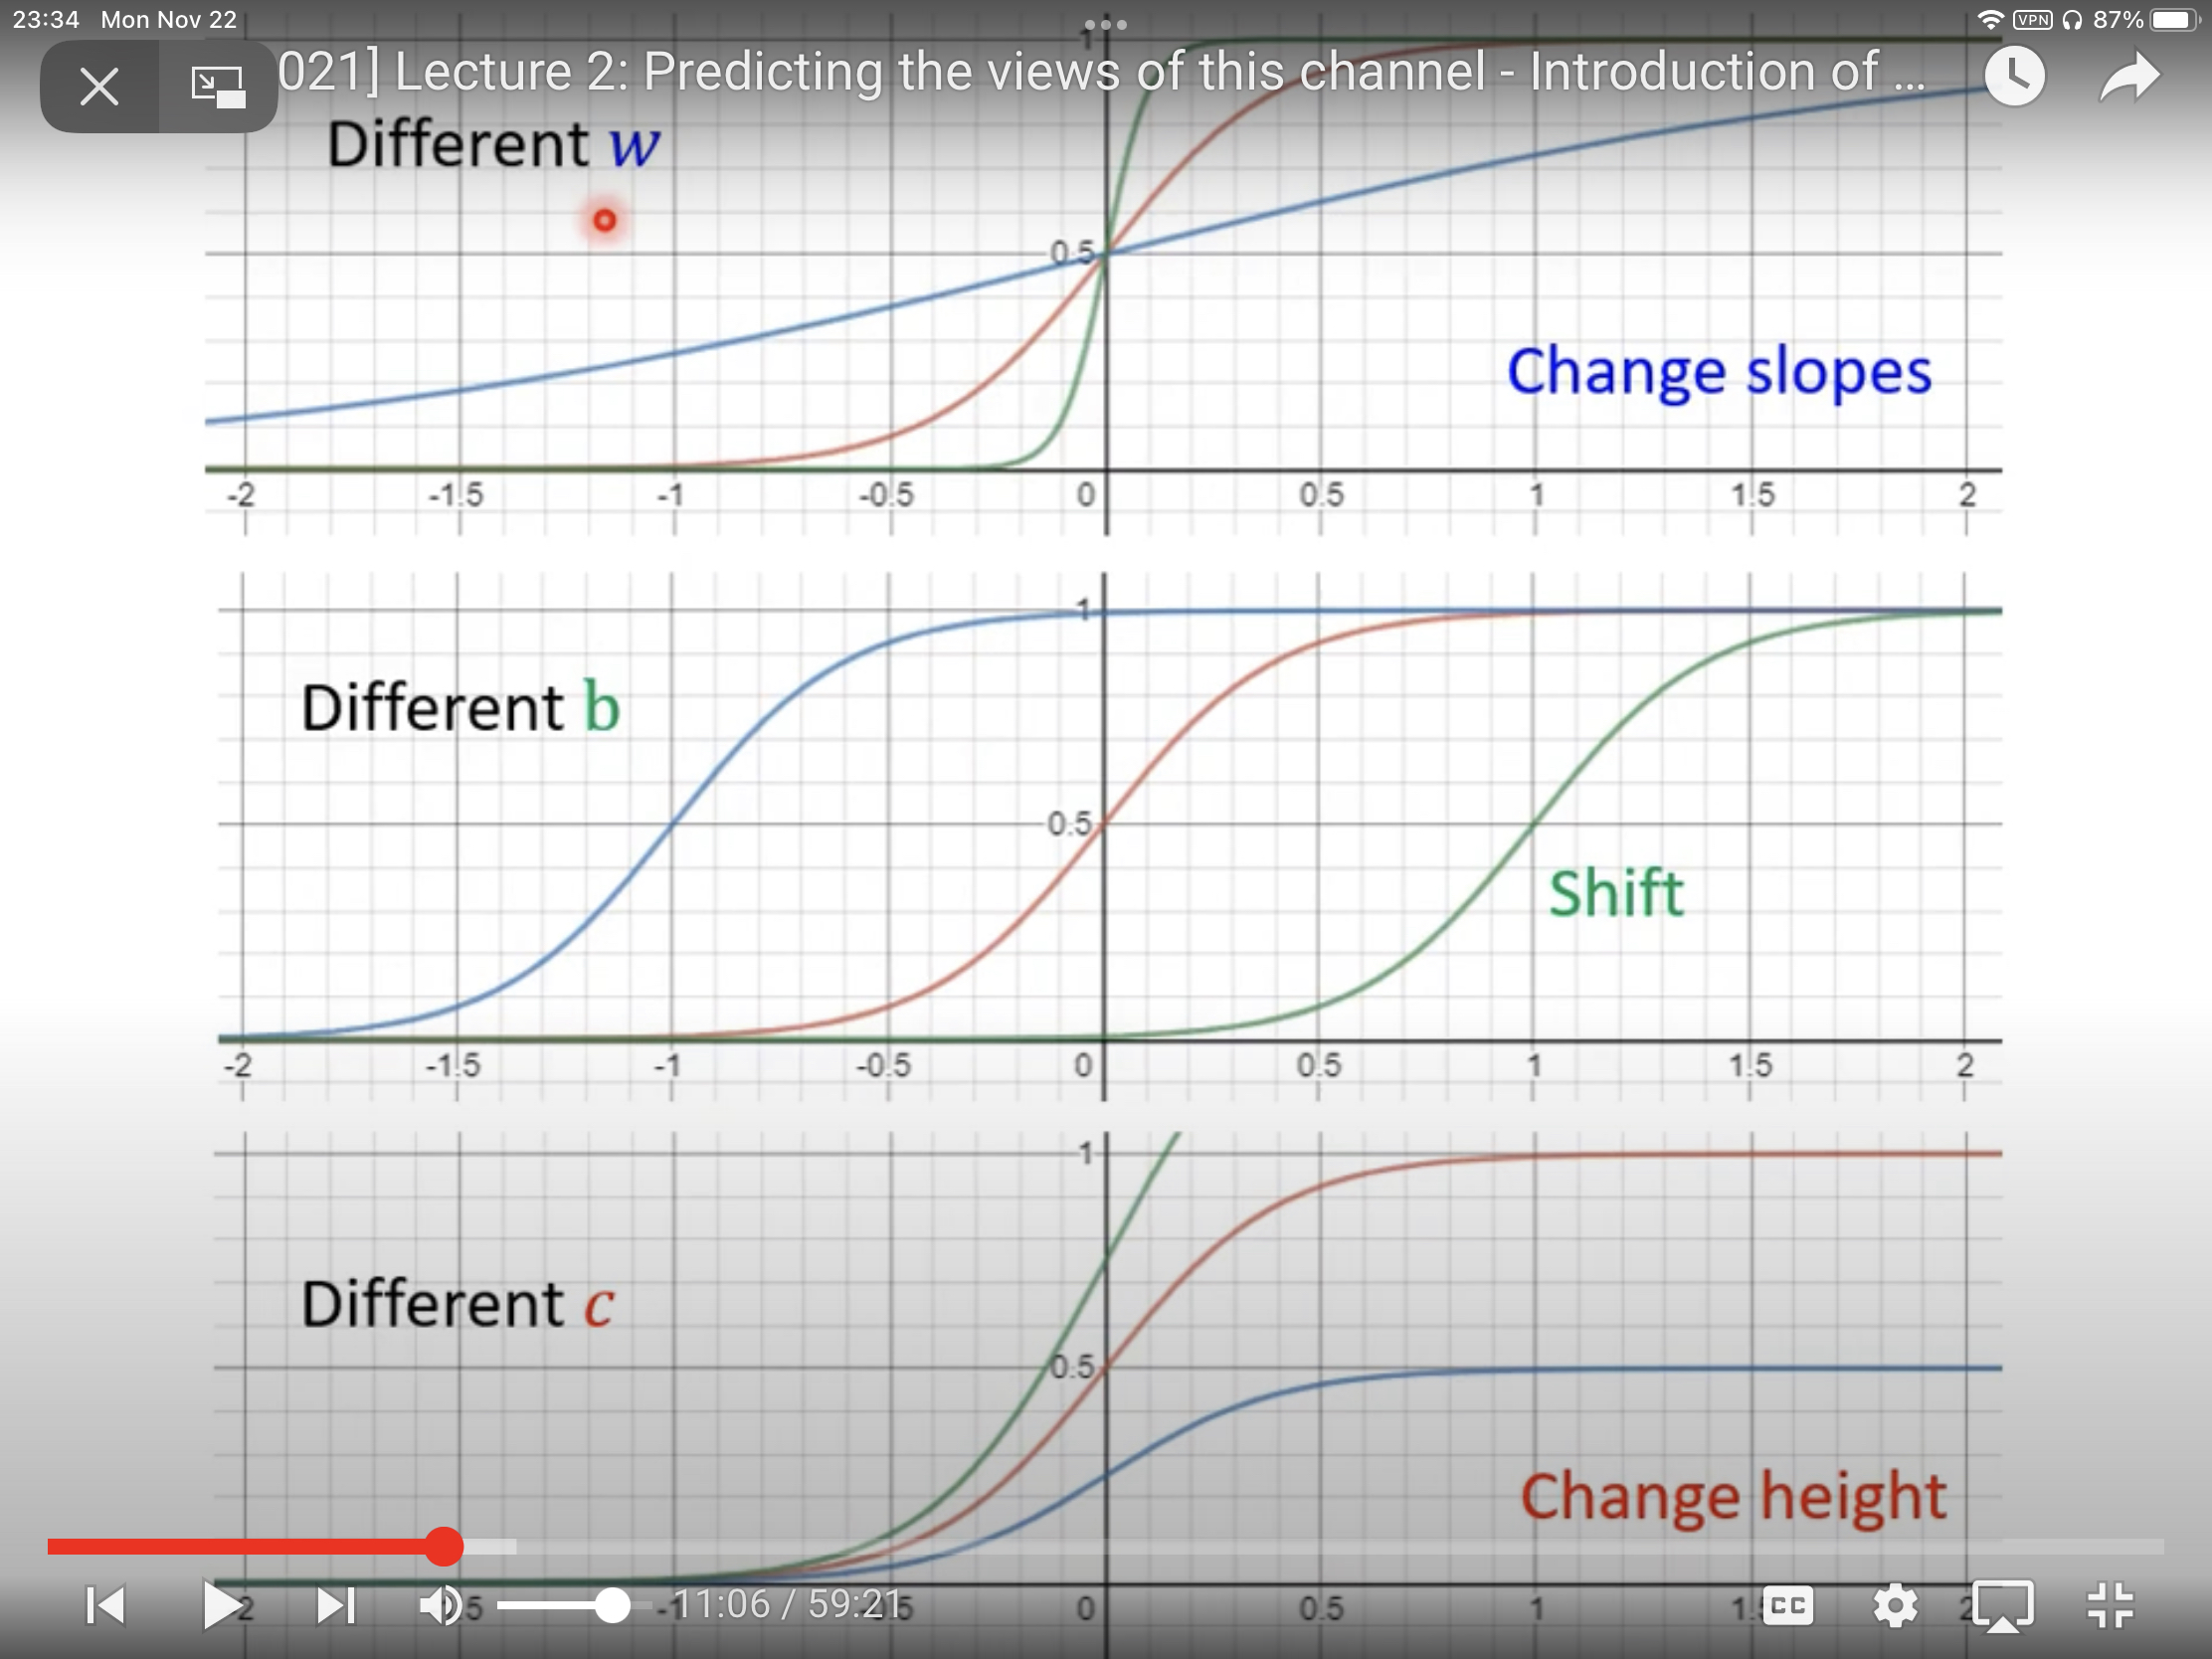 23:34 Mon Nov 22
VPN 87%
021] Lecture 2: Predicting the views of this channel - Introduction of ...
Different w
1
0.5
Change slopes
-2 -1.5 -1 -0.5 0 0.5 1 1.5 2
1
Different b
0.5
Shift
-2 -1.5 -1 -0.5 0 0.5 1 1.5 2
1
Different c
0.5
Change height
11:06 / 59:21
0 0.5 1
CC